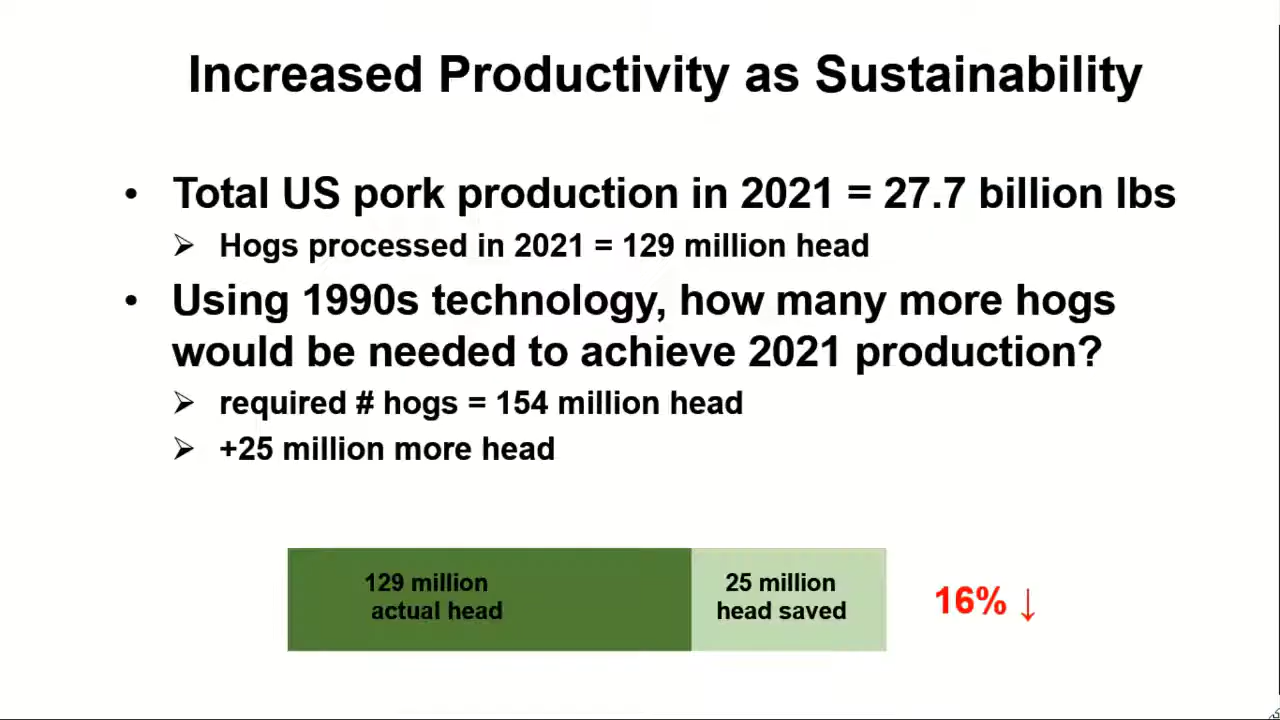 Increased Productivity as Sustainability
• Total US pork production in 2021 = 27.7 billion lbs
➢ Hogs processed in 2021 = 129 million head
• Using 1990s technology, how many more hogs
would be needed to achieve 2021 production?
➢ required # hogs = 154 million head
➢ +25 million more head
129 million
actual head
25 million
head saved
16% ↓